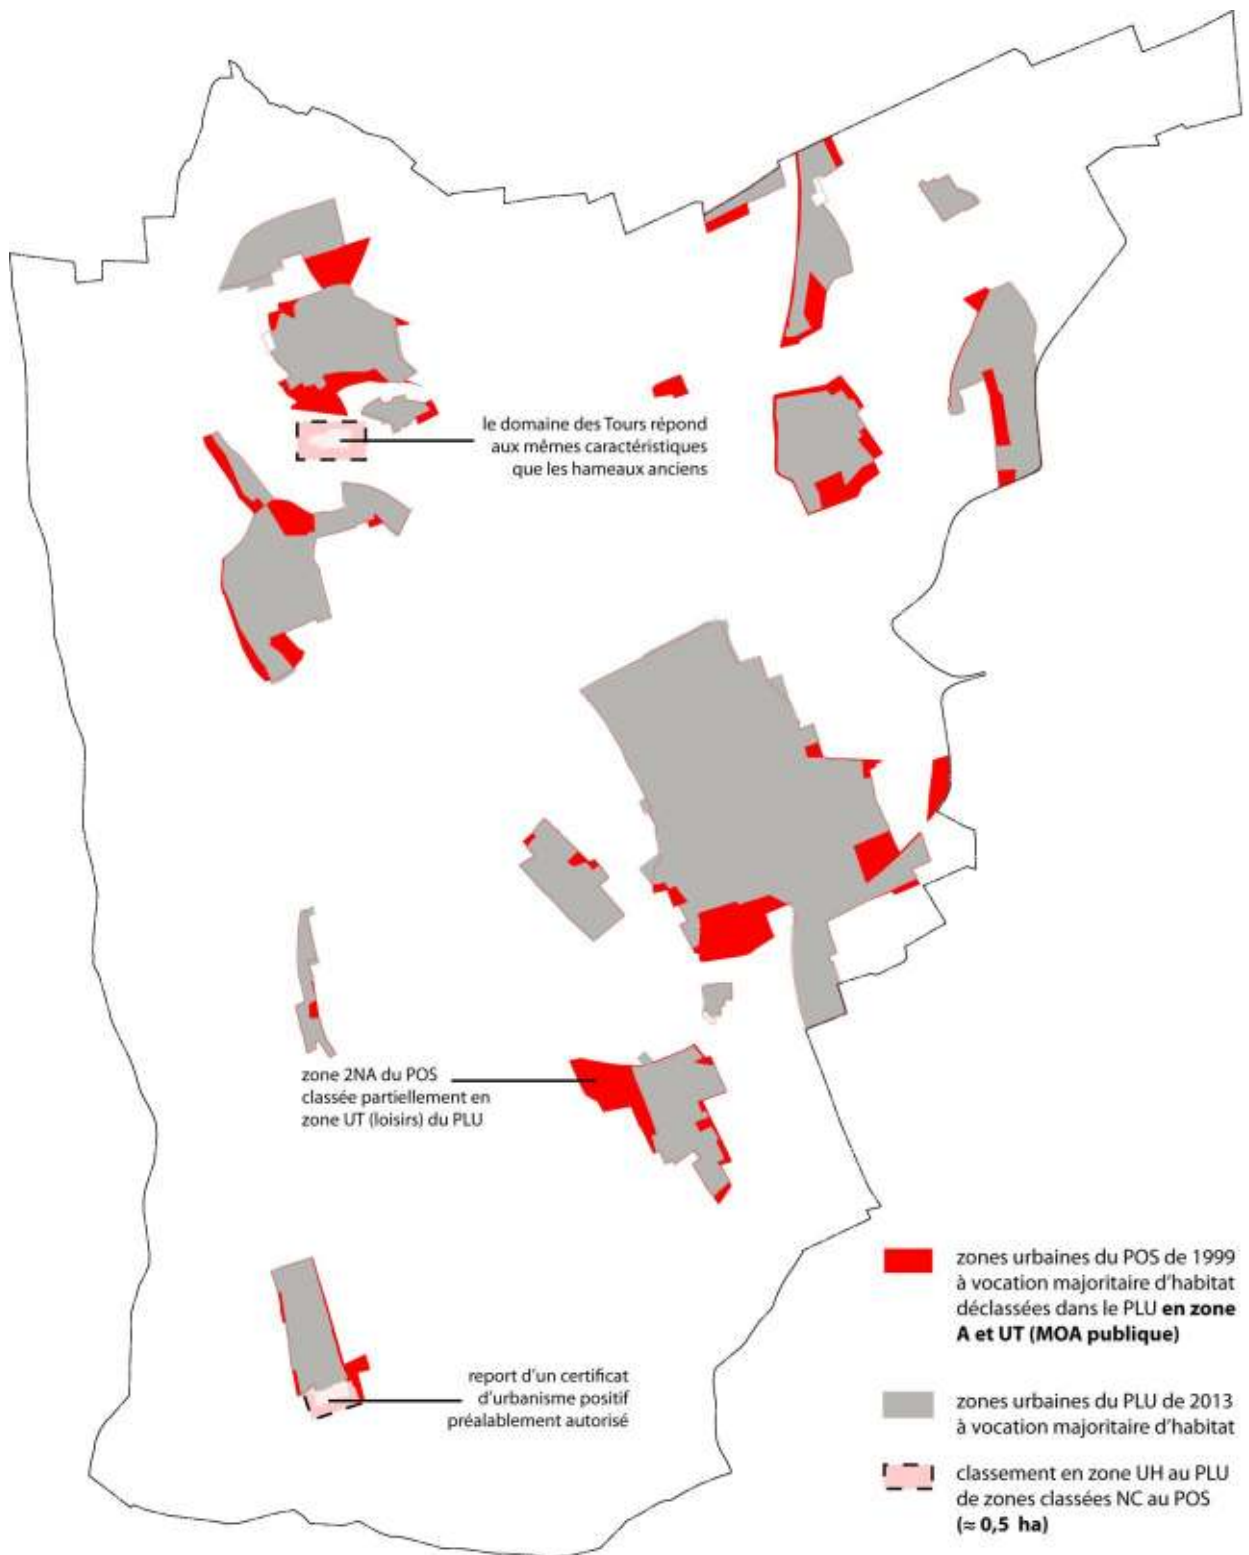 le domaine des Tours répond
aux mêmes caractéristiques
que les hameaux anciens
zone 2NA du POS
classée partiellement en
zone UT (loisirs) du PLU
report d'un certificat
d'urbanisme positif
préalablement autorisé
zones urbaines du POS de 1999
à vocation majoritaire d'habitat
déclassées dans le PLU en zone
A et UT (MOA publique)
zones urbaines du PLU de 2013
à vocation majoritaire d'habitat
classement en zone UH au PLU
de zones classées NC au POS
(≈ 0,5 ha)